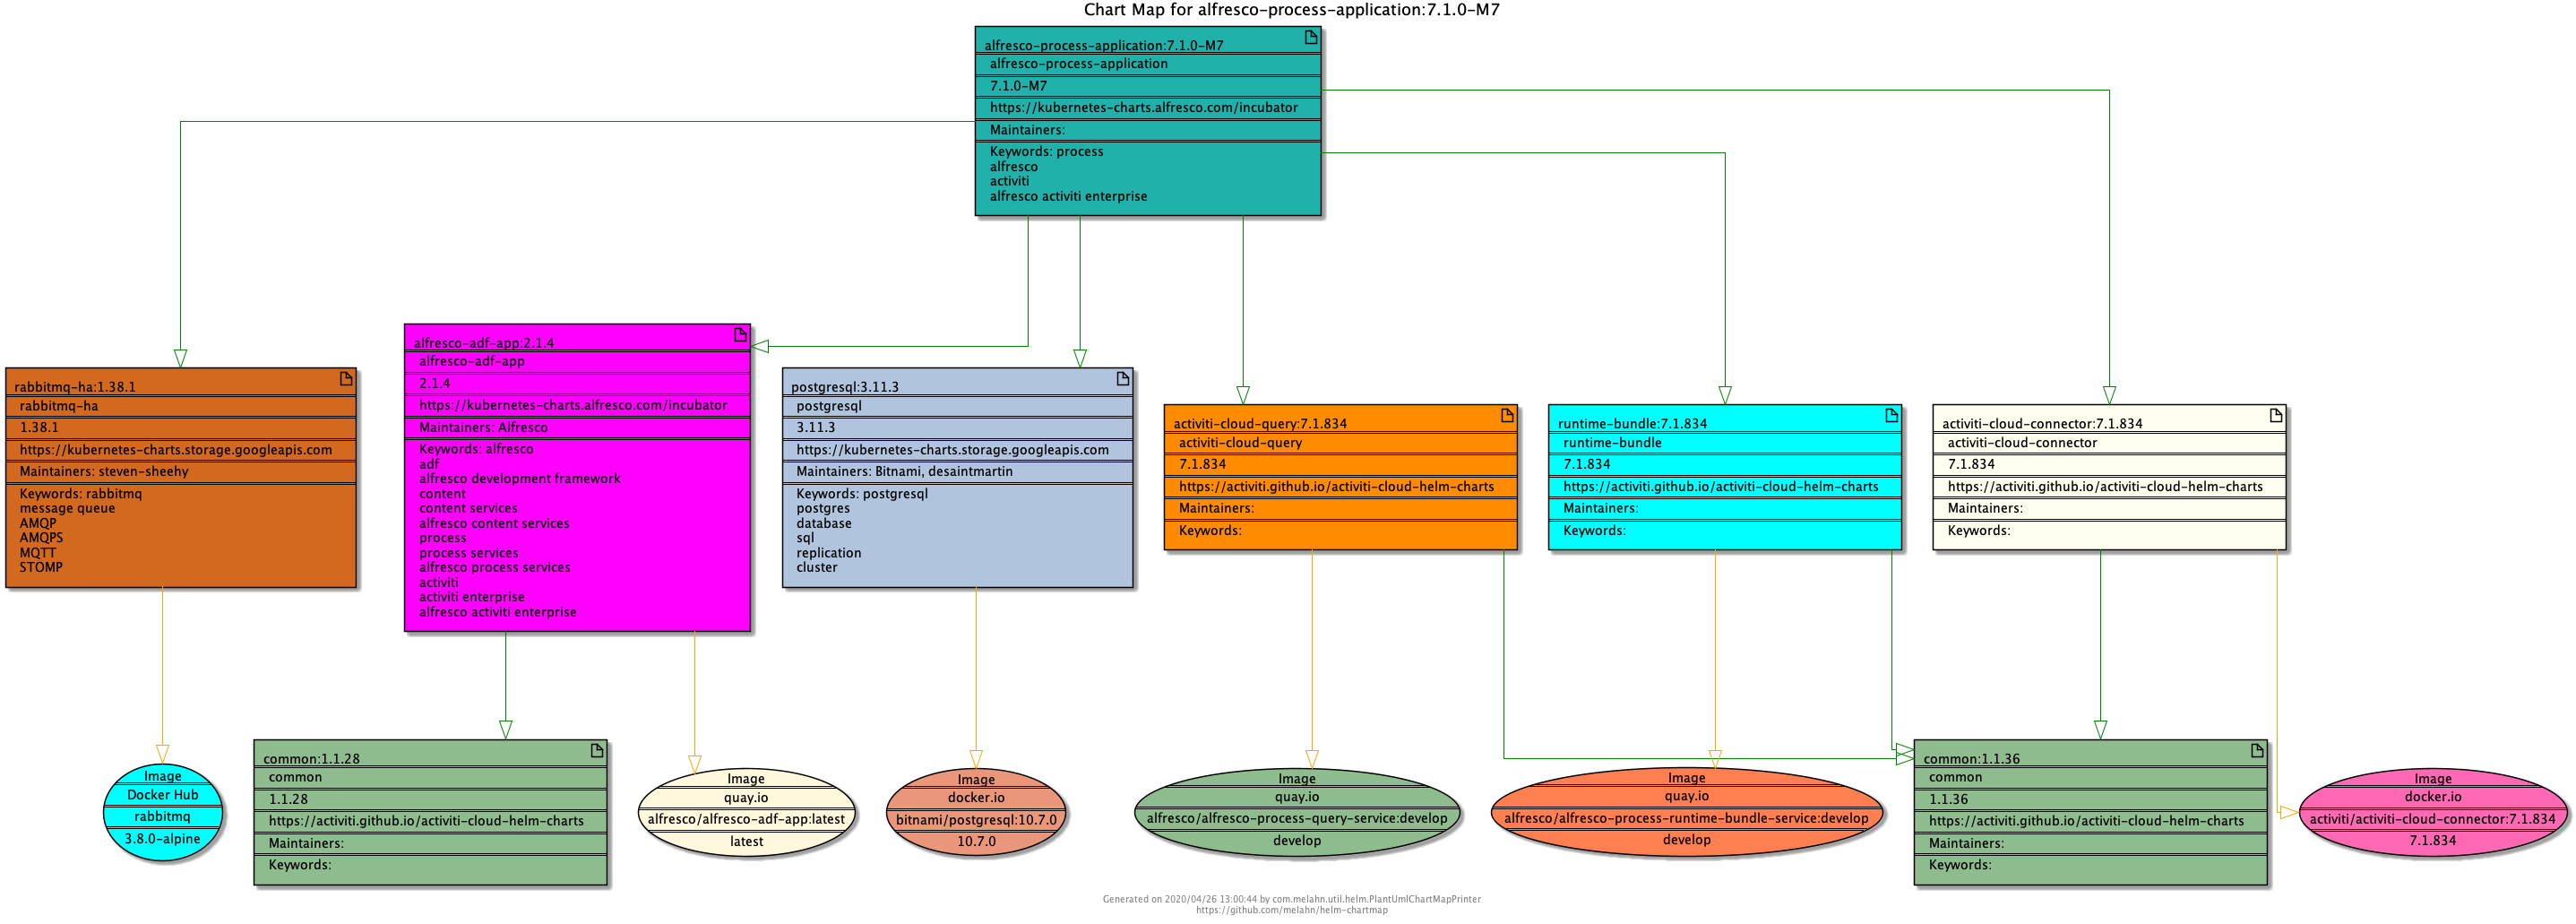 Chart Map for alfresco-process-application:7.1.0-M7
alfresco-process-application:7.1.0-M7
alfresco-process-application
7.1.0-M7
https://kubernetes-charts.alfresco.com/incubator
Maintainers:
Keywords: process
alfresco
activiti
alfresco activiti enterprise
rabbitmq-ha:1.38.1
rabbitmq-ha
1.38.1
https://kubernetes-charts.storage.googleapis.com
Maintainers: steven-sheehy
Keywords: rabbitmq
message queue
AMQP
AMQPS
MQTT
STOMP
alfresco-adf-app:2.1.4
alfresco-adf-app
2.1.4
https://kubernetes-charts.alfresco.com/incubator
Maintainers: Alfresco
Keywords: alfresco
adf
alfresco development framework
content
content services
alfresco content services
process
process services
alfresco process services
activiti
activiti enterprise
alfresco activiti enterprise
postgresql:3.11.3
postgresql
3.11.3
https://kubernetes-charts.storage.googleapis.com
Maintainers: Bitnami, desaintmartin
Keywords: postgresql
postgres
database
sql
replication
cluster
activiti-cloud-query:7.1.834
activiti-cloud-query
7.1.834
https://activiti.github.io/activiti-cloud-helm-charts
Maintainers:
Keywords:
runtime-bundle:7.1.834
runtime-bundle
7.1.834
https://activiti.github.io/activiti-cloud-helm-charts
Maintainers:
Keywords:
activiti-cloud-connector:7.1.834
activiti-cloud-connector
7.1.834
https://activiti.github.io/activiti-cloud-helm-charts
Maintainers:
Keywords:
Image
Docker Hub
rabbitmq
3.8.0-alpine
common:1.1.28
common
1.1.28
https://activiti.github.io/activiti-cloud-helm-charts
Maintainers:
Keywords:
Image
quay.io
alfresco/alfresco-adf-app:latest
latest
Image
docker.io
bitnami/postgresql:10.7.0
10.7.0
Image
quay.io
alfresco/alfresco-process-query-service:develop
develop
Image
quay.io
alfresco/alfresco-process-runtime-bundle-service:develop
develop
common:1.1.36
common
1.1.36
https://activiti.github.io/activiti-cloud-helm-charts
Maintainers:
Keywords:
Image
docker.io
activiti/activiti-cloud-connector:7.1.834
7.1.834
Generated on 2020/04/26 13:00:44 by com.melahn.util.helm.PlantUmlChartMapPrinter
https://github.com/melahn/helm-chartmap